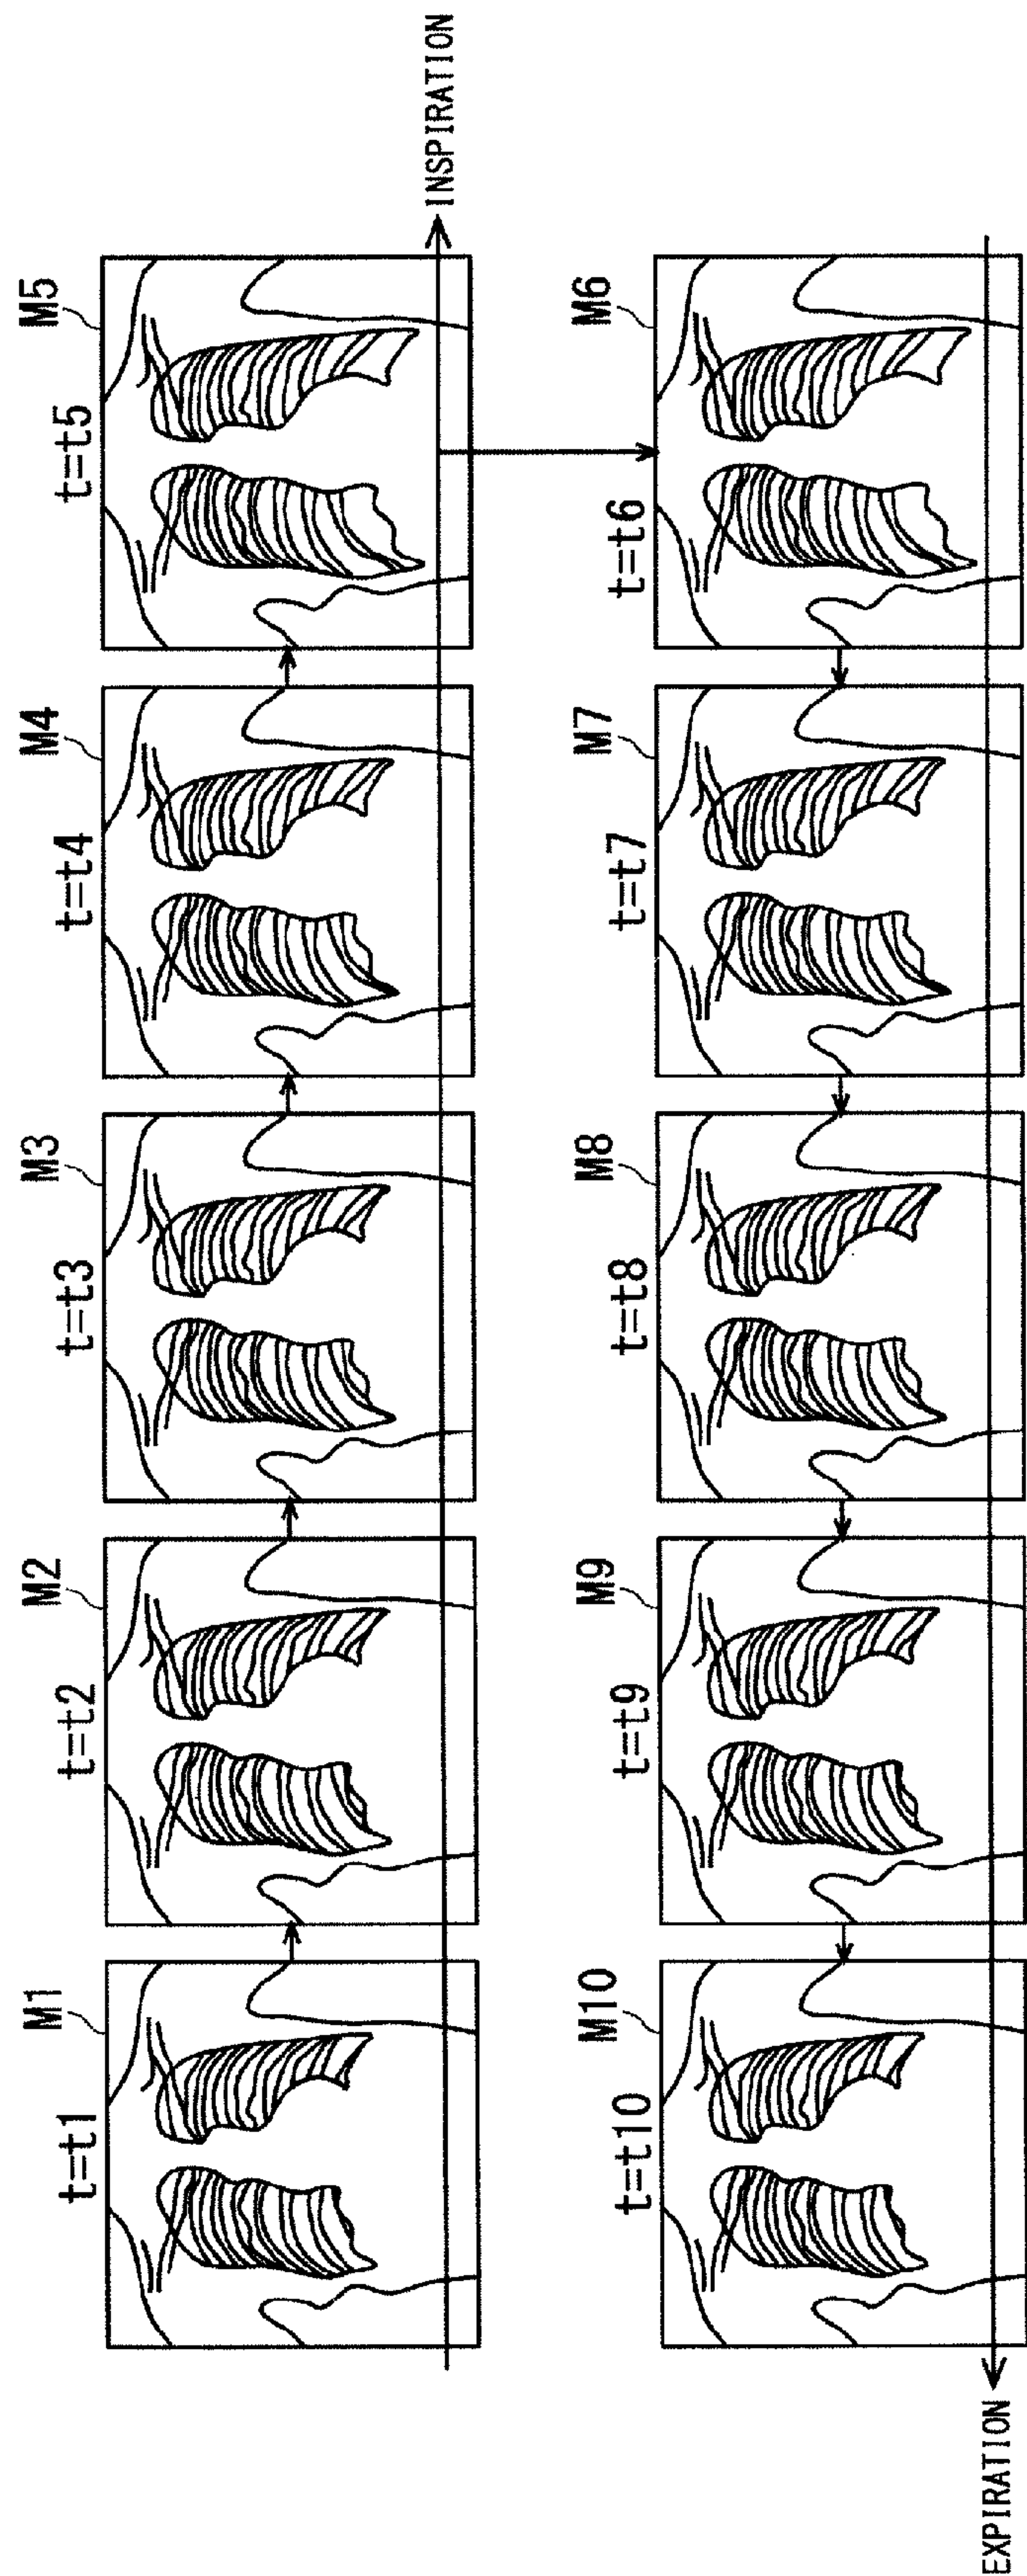 t=t1
M1
t=t2
M2
t=t3
M3
t=t4
M4
t=t5
M5
INSPIRATION
t=t10
M10
t=t9
M9
t=t8
M8
t=t7
M7
t=t6
M6
EXPIRATION